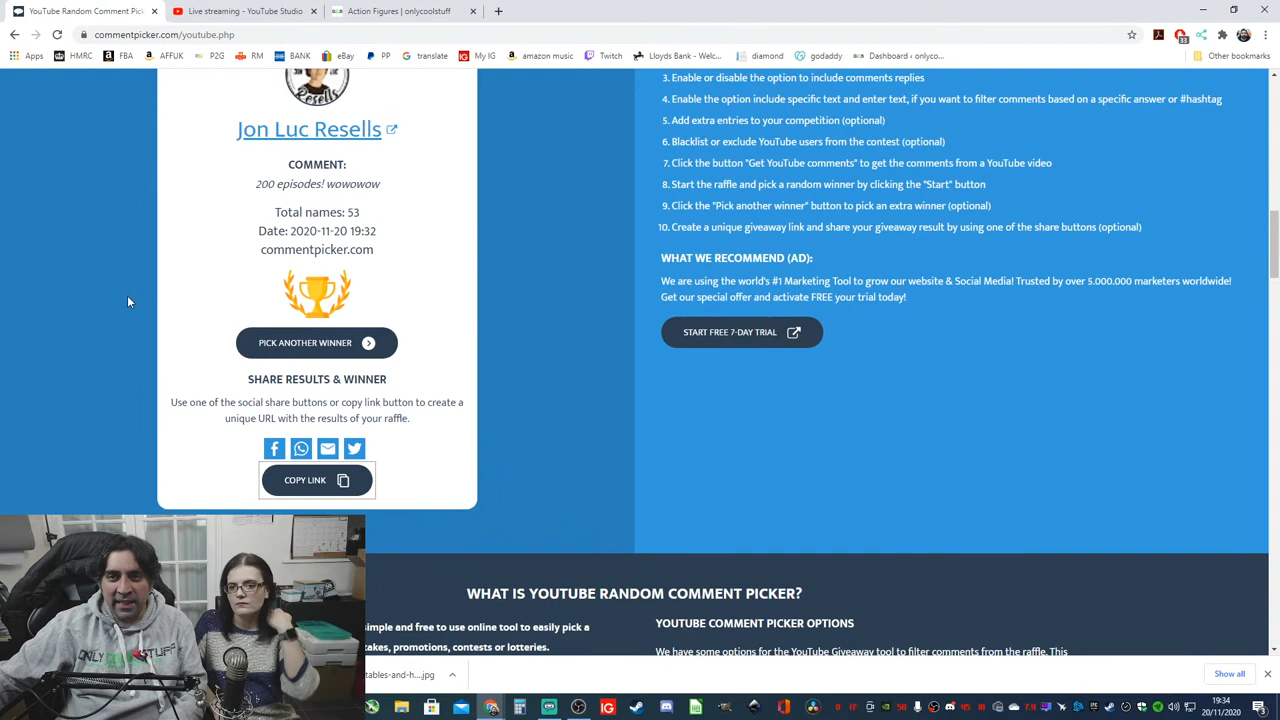 YouTube Random Comment Pick
Live streaming - YouTube Studio
Action Figures | onlycoolstuff
commentpicker.com/youtube.php
Apps
HMRC
FBA
AFFUK
P2G
RM
BANK
eBay
PP
translate
My IG
amazon music
Twitch
Lloyds Bank - Welc...
diamond
godaddy
Dashboard ‹ onlyco...
Other bookmarks
Resells
Jon Luc Resells
COMMENT:
200 episodes! wowowow
Total names: 53
Date: 2020-11-20 19:32
commentpicker.com
PICK ANOTHER WINNER
SHARE RESULTS & WINNER
Use one of the social share buttons or copy link button to create a
unique URL with the results of your raffle.
COPY LINK
3. Enable or disable the option to include comments replies
4. Enable the option include specific text and enter text, if you want to filter comments based on a specific answer or #hashtag
5. Add extra entries to your competition (optional)
6. Blacklist or exclude YouTube users from the contest (optional)
7. Click the button "Get YouTube comments" to get the comments from a YouTube video
8. Start the raffle and pick a random winner by clicking the "Start" button
9. Click the "Pick another winner" button to pick an extra winner (optional)
10. Create a unique giveaway link and share your giveaway result by using one of the share buttons (optional)
WHAT WE RECOMMEND (AD):
We are using the world's #1 Marketing Tool to grow our website & Social Media! Trusted by over 5.000.000 marketers worldwide!
Get our special offer and activate FREE your trial today!
START FREE 7-DAY TRIAL
WHAT IS YOUTUBE RANDOM COMMENT PICKER?
simple and free to use online tool to easily pick a
takes, promotions, contests or lotteries.
YOUTUBE COMMENT PICKER OPTIONS
We have some options for the YouTube Giveaway tool to filter comments from the raffle. This
tables-and-h....jpg
Show all
19:34
20/11/2020